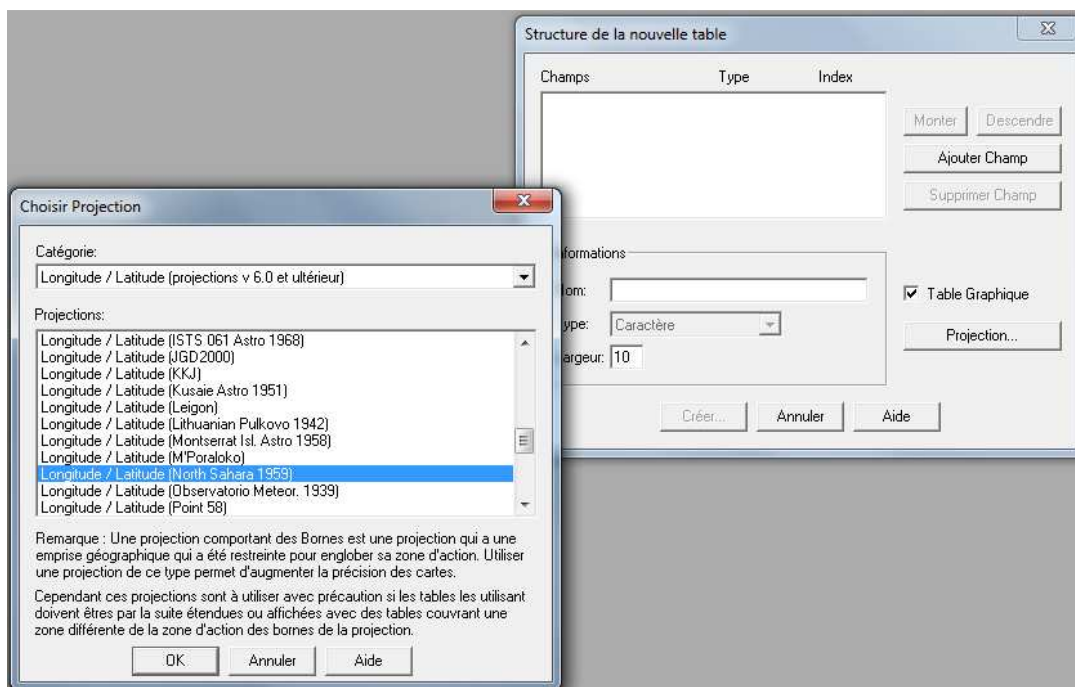 Structure de la nouvelle table
Champs Type Index
Monter Descendre
Ajouter Champ
Supprimer Champ
Choisir Projection
Catégorie:
Longitude / Latitude (projections v 6.0 et ultérieur)
Projections:
Longitude / Latitude (ISTS 061 Astro 1968)
Longitude / Latitude (JGD2000)
Longitude / Latitude (KKJ)
Longitude / Latitude (Kusaie Astro 1951)
Longitude / Latitude (Leigon)
Longitude / Latitude (Lithuanian Pulkovo 1942)
Longitude / Latitude (Montserrat Isl. Astro 1958)
Longitude / Latitude (M'Poraloko)
Longitude / Latitude (North Sahara 1959)
Longitude / Latitude (Observatorio Meteor. 1939)
Longitude / Latitude (Point 58)
Remarque : Une projection comportant des Bornes est une projection qui a une
emprise géographique qui a été restreinte pour englober sa zone d'action. Utiliser
une projection de ce type permet d'augmenter la précision des cartes.
Cependant ces projections sont à utiliser avec précaution si les tables les utilisant
doivent êtres par la suite étendues ou affichées avec des tables couvrant une
zone différente de la zone d'action des bornes de la projection.
OK Annuler Aide
nformations
om:
ype: Caractère
argeur: 10
Table Graphique
Projection...
Créer... Annuler Aide